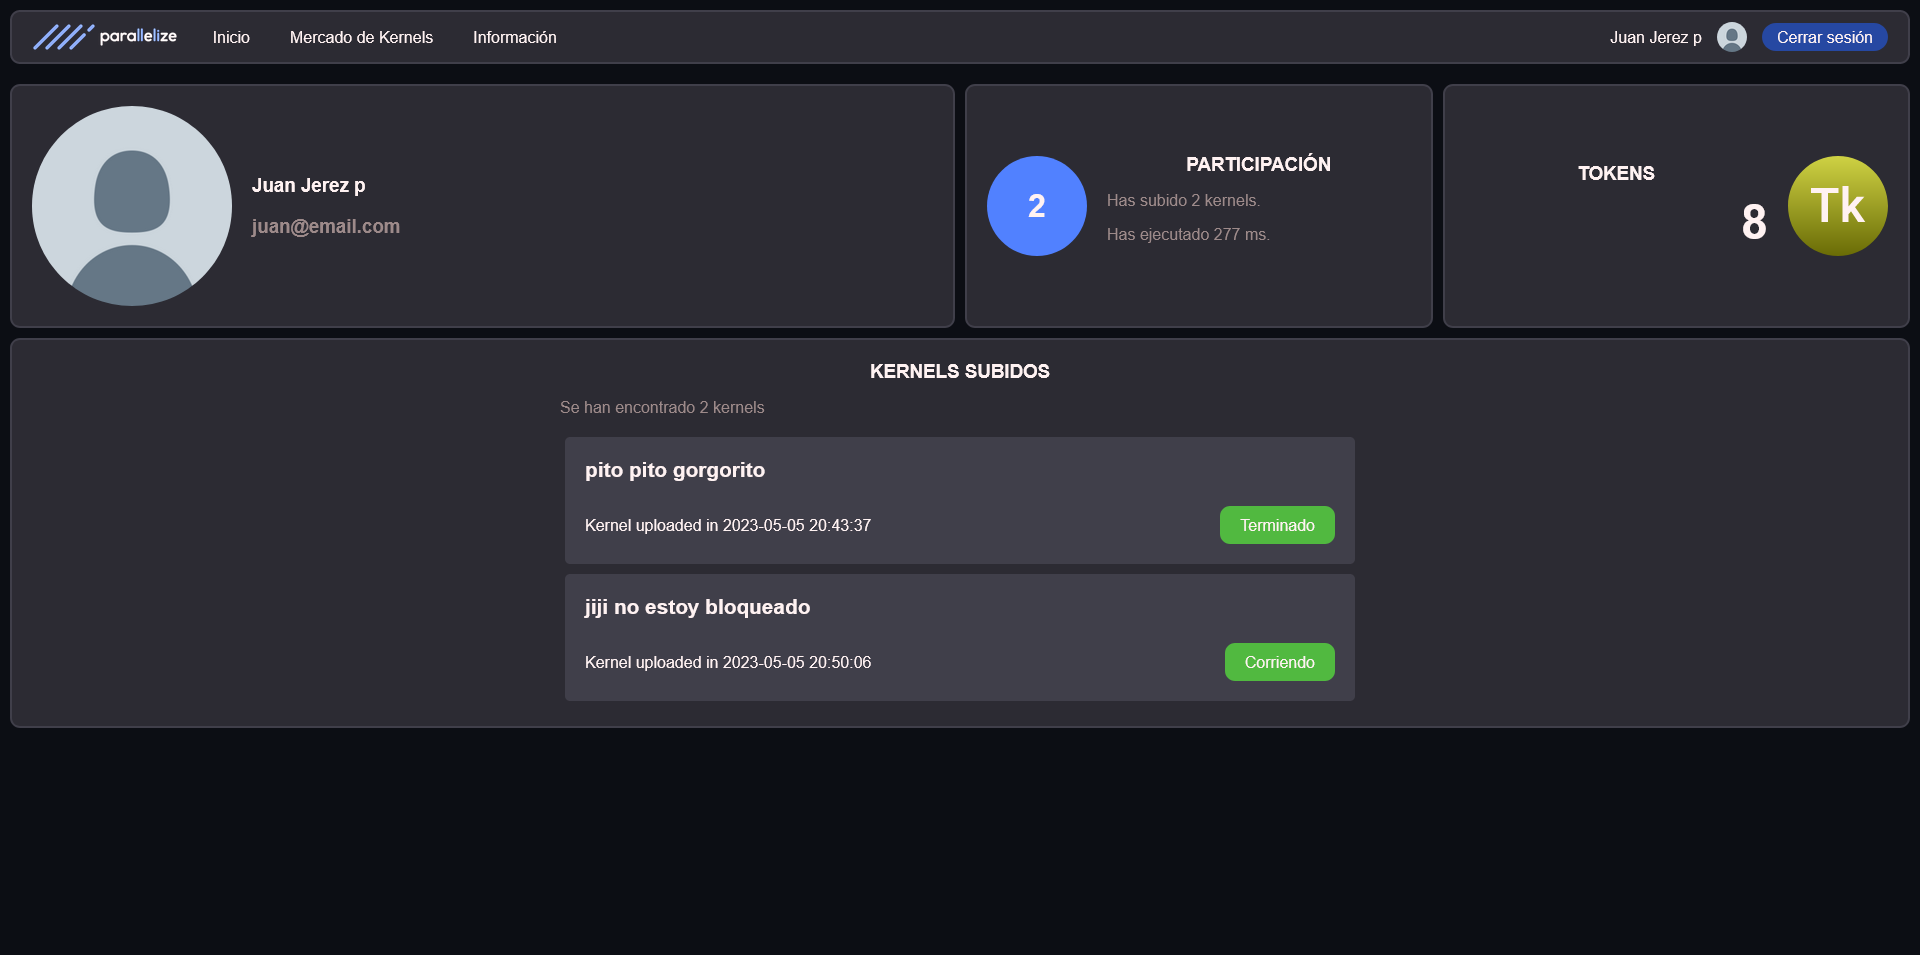 parallelize Inicio Mercado de Kernels Información Juan Jerez p Cerrar sesión
Juan Jerez p
juan@email.com
2
PARTICIPACIÓN
Has subido 2 kernels.
Has ejecutado 277 ms.
TOKENS
8
Tk
KERNELS SUBIDOS
Se han encontrado 2 kernels
pito pito gorgorito
Kernel uploaded in 2023-05-05 20:43:37 Terminado
jiji no estoy bloqueado
Kernel uploaded in 2023-05-05 20:50:06 Corriendo